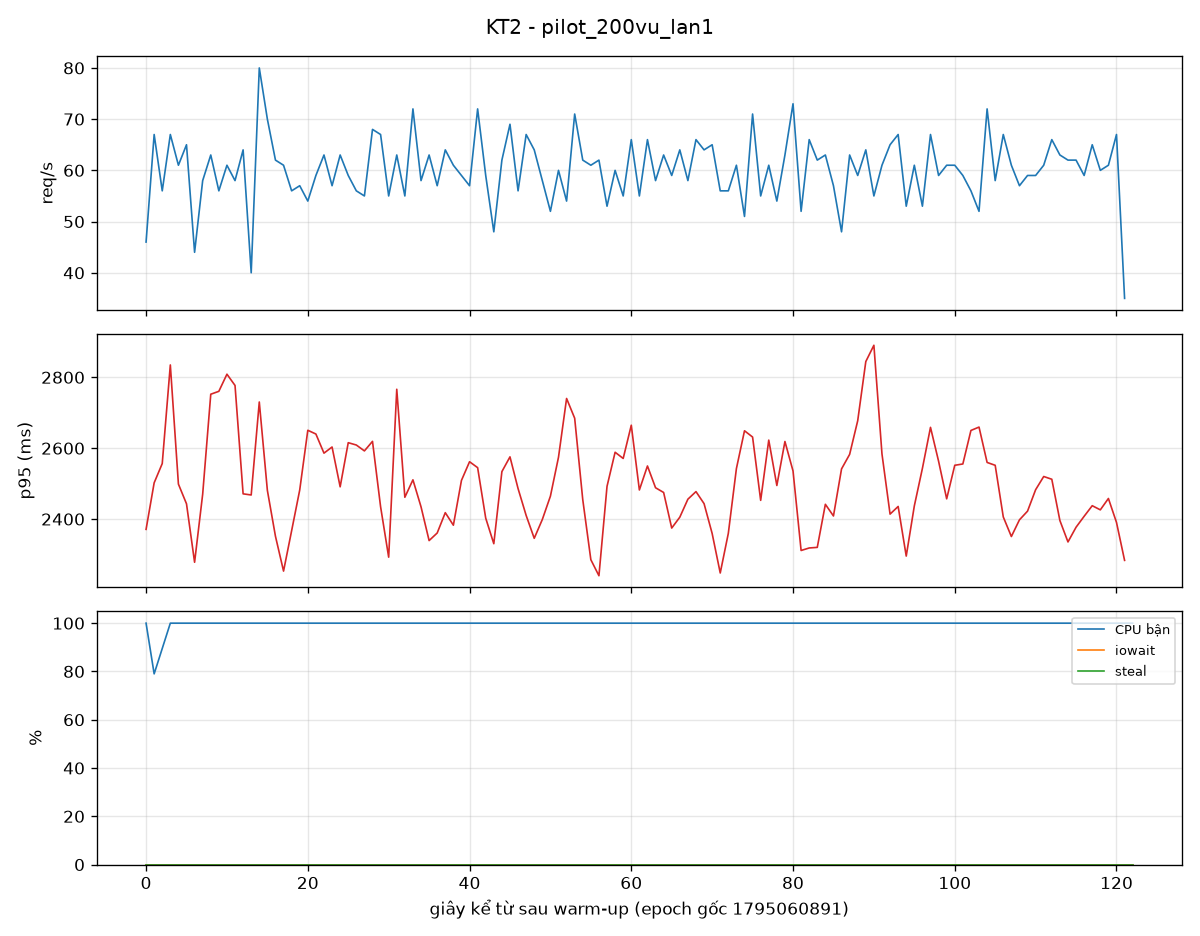 KT2 - pilot_200vu_lan1
80
70
60
50
40
req/s
2800
2600
2400
p95 (ms)
100
80
60
40
20
0
%
CPU bận
iowait
steal
0 20 40 60 80 100 120
giây kể từ sau warm-up (epoch gốc 1795060891)